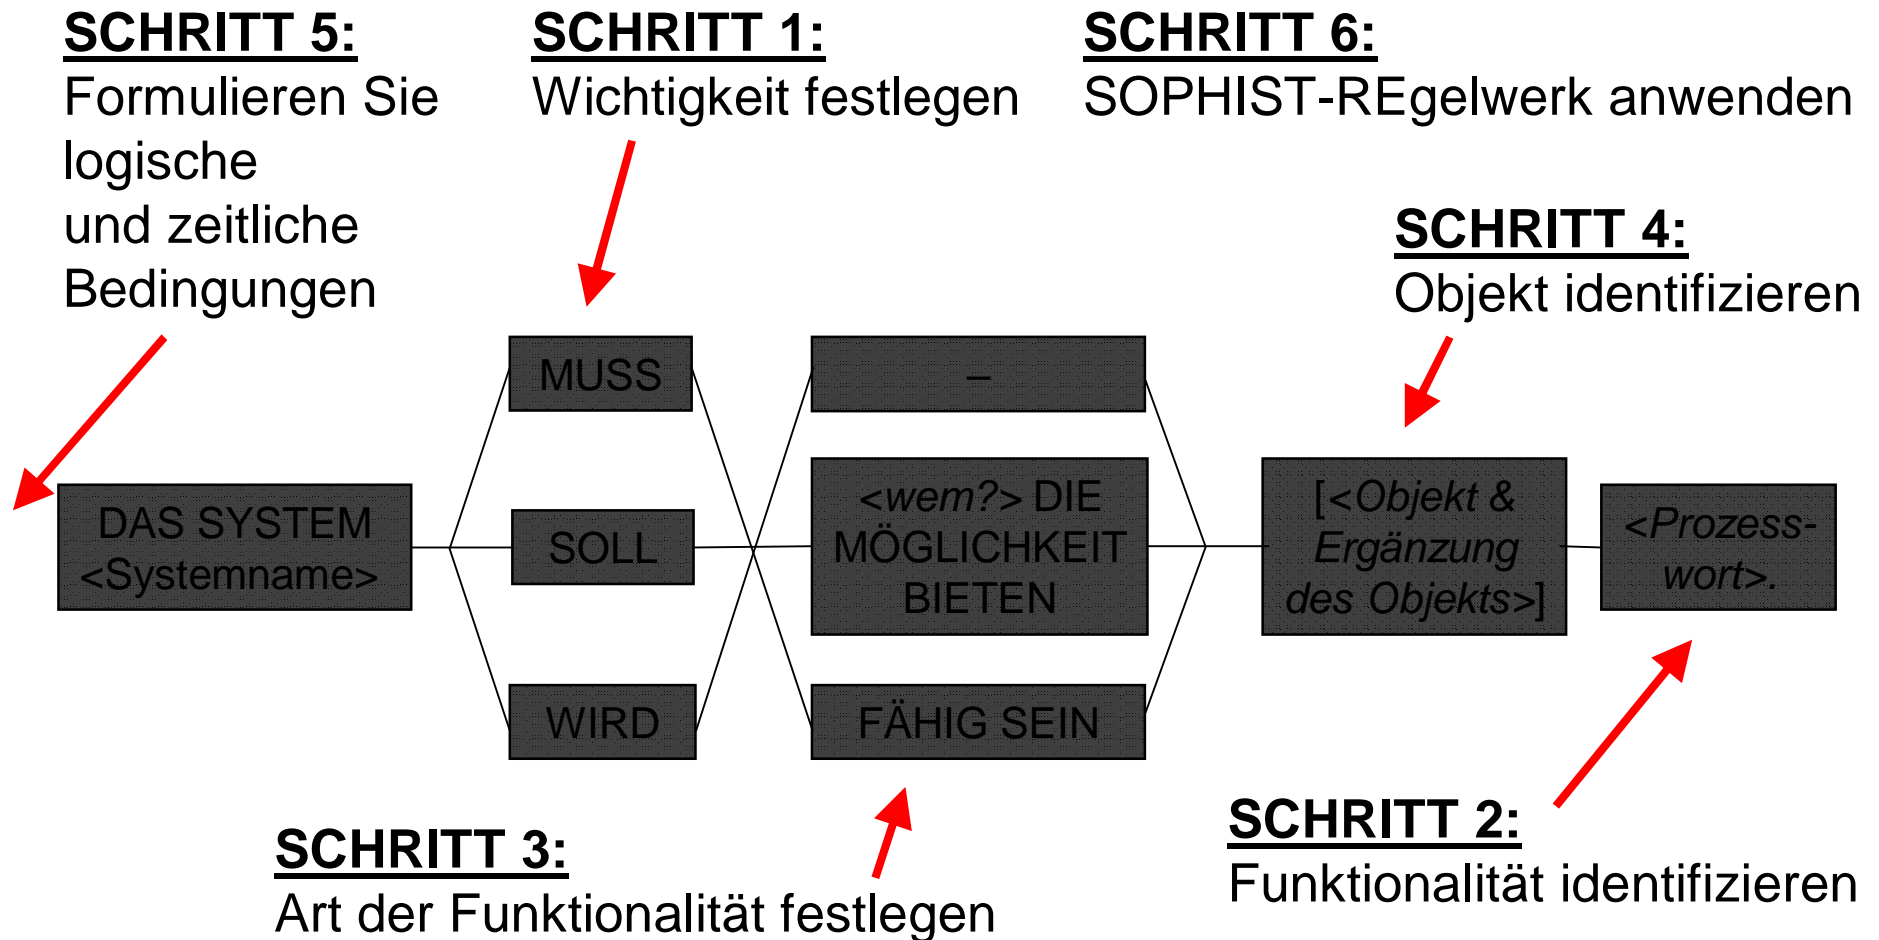 SCHRITT 5:
Formulieren Sie
logische
und zeitliche
Bedingungen
SCHRITT 1:
Wichtigkeit festlegen
SCHRITT 6:
SOPHIST-REgelwerk anwenden
SCHRITT 4:
Objekt identifizieren
DAS SYSTEM
<Systemname>
MUSS
SOLL
WIRD
–
<wem?> DIE
MÖGLICHKEIT
BIETEN
FÄHIG SEIN
[<Objekt &
Ergänzung
des Objekts>]
<Prozess-
wort>.
SCHRITT 3:
Art der Funktionalität festlegen
SCHRITT 2:
Funktionalität identifizieren